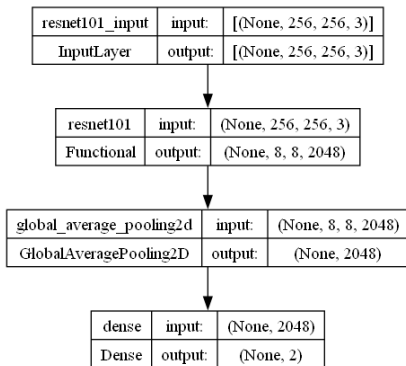 resnet101_input input: [(None, 256, 256, 3)]
InputLayer output: [(None, 256, 256, 3)]
resnet101 input: (None, 256, 256, 3)
Functional output: (None, 8, 8, 2048)
global_average_pooling2d input: (None, 8, 8, 2048)
GlobalAveragePooling2D output: (None, 2048)
dense input: (None, 2048)
Dense output: (None, 2)